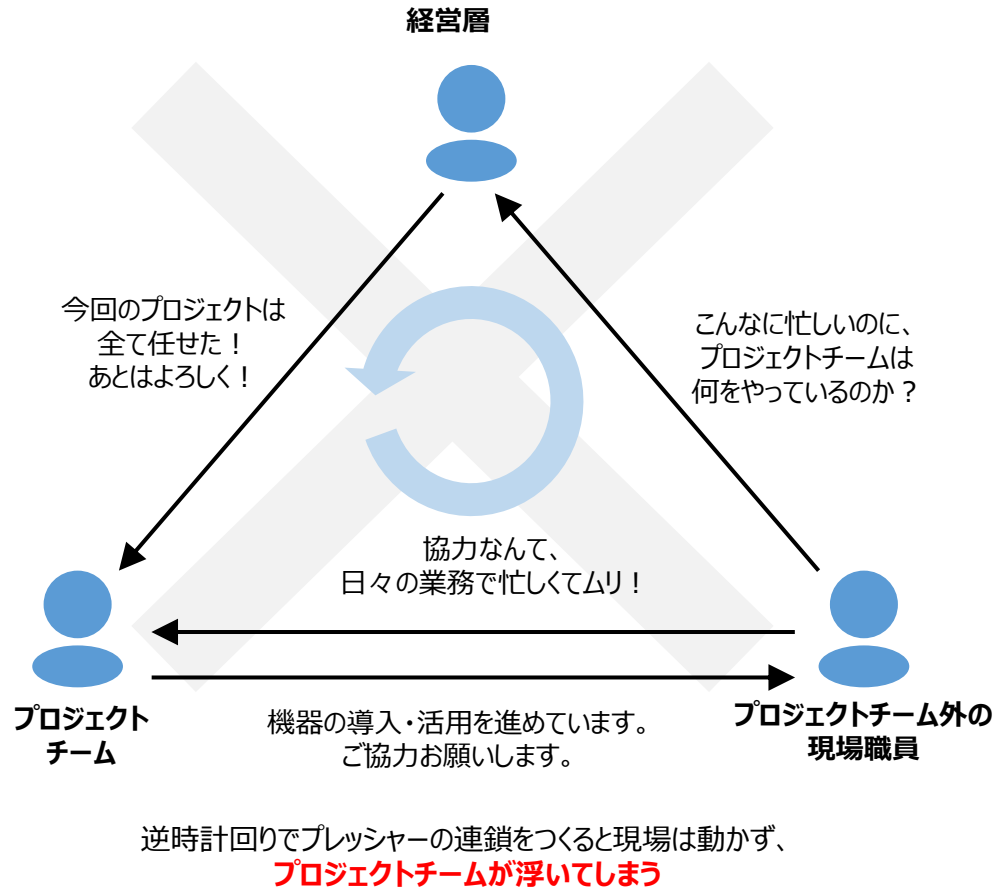 経営層
今回のプロジェクトは
全て任せた！
あとはよろしく！
こんなに忙しいのに、
プロジェクトチームは
何をやっているのか？
協力なんて、
日々の業務で忙しくてムリ！
プロジェクト
チーム
機器の導入・活用を進めています。
ご協力お願いします。
プロジェクトチーム外の
現場職員
逆時計回りでプレッシャーの連鎖をつくると現場は動かず、
プロジェクトチームが浮いてしまう